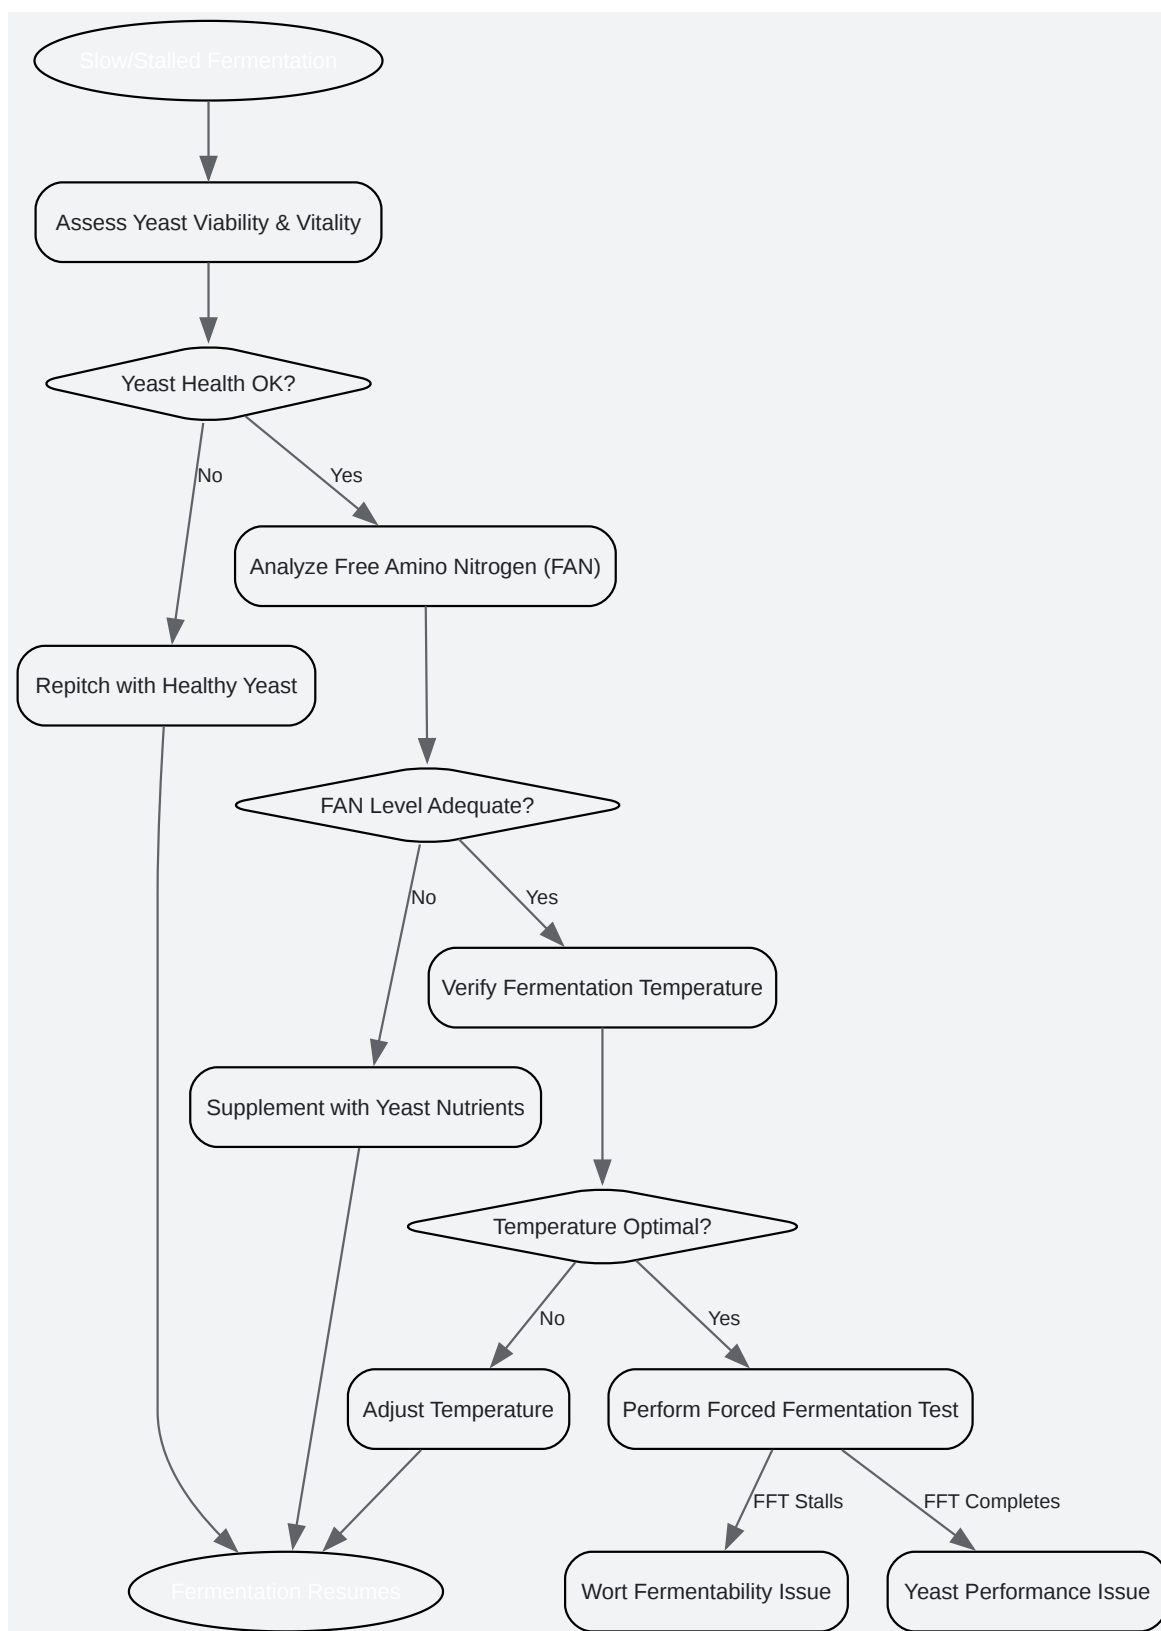 Slow/Stalled Fermentation
Assess Yeast Viability & Vitality
Yeast Health OK?
No
Yes
Analyze Free Amino Nitrogen (FAN)
Repitch with Healthy Yeast
FAN Level Adequate?
No
Yes
Verify Fermentation Temperature
Supplement with Yeast Nutrients
Temperature Optimal?
No
Yes
Adjust Temperature
Perform Forced Fermentation Test
FFT Stalls
FFT Completes
Fermentation Resumes
Wort Fermentability Issue
Yeast Performance Issue